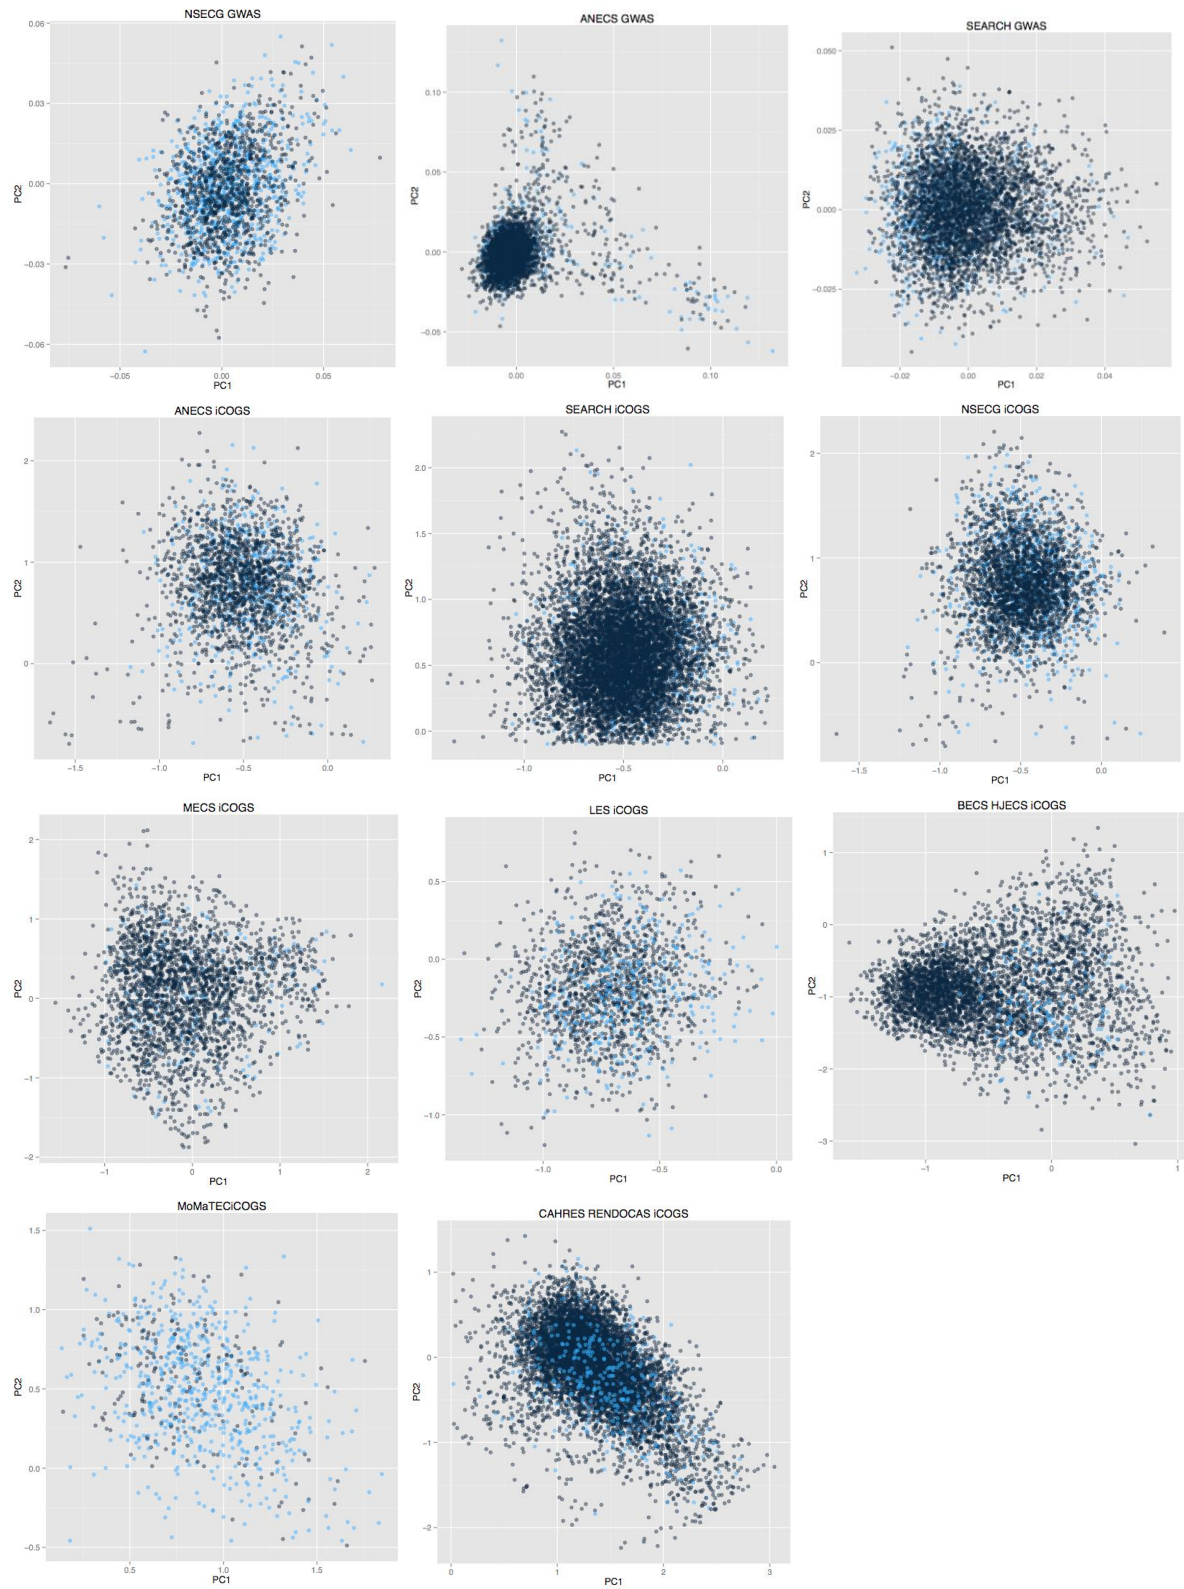 NSECG GWAS
0.06
0.03
0.00
−0.03
−0.06
PC2
−0.05
0.00
0.05
PC1
ANECS GWAS
0.10
0.05
0.00
−0.05
PC2
0.00
0.05
0.10
PC1
SEARCH GWAS
0.050
0.025
0.000
−0.025
PC2
−0.02
0.00
0.02
0.04
PC1
ANECS iCOGS
2
1
0
PC2
−1.5
−1.0
−0.5
0.0
PC1
SEARCH iCOGS
2.0
1.5
1.0
0.5
0.0
PC2
−1.0
−0.5
0.0
PC1
NSECG iCOGS
2
1
0
PC2
−1.5
−1.0
−0.5
0.0
PC1
MECS iCOGS
2
1
0
−1
−2
PC2
−1
0
1
2
PC1
LES iCOGS
0.5
0.0
−0.5
−1.0
PC2
−1.0
−0.5
0.0
PC1
BECS HJECS iCOGS
1
0
−1
−2
−3
PC2
−1
0
1
PC1
MoMaTECiCOGS
1.5
1.0
0.5
0.0
−0.5
PC2
0.5
1.0
1.5
PC1
CAHRES RENDOCAS iCOGS
1
0
−1
−2
PC2
0
1
2
3
PC1